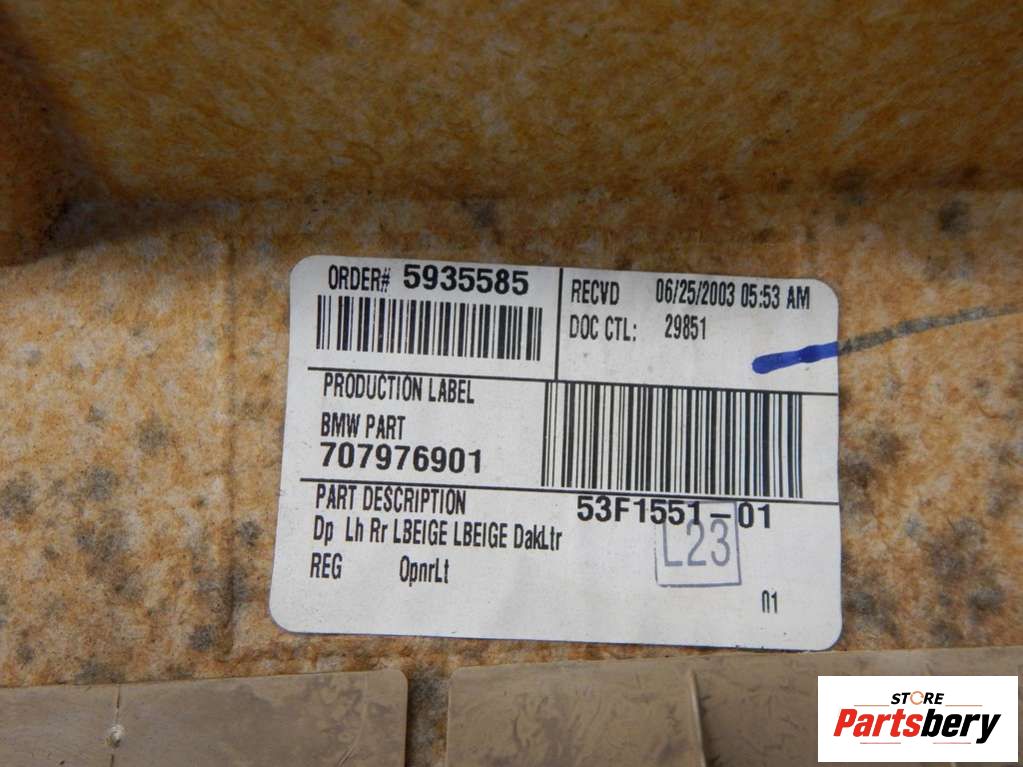 ORDER# 5935585
RECVD 06/25/2003 05:53 AM
DOC CTL: 29851
PRODUCTION LABEL
BMW PART
707976901
PART DESCRIPTION
53F1551-01
Dp Lh Rr LBEIGE LBEIGE DakLtr
L23
REG OpnrLt
01
STORE
Partsbery